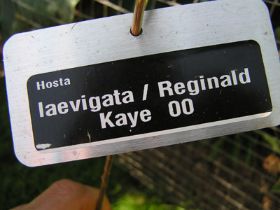 Hosta
laevigata / Reginald
Kaye 00